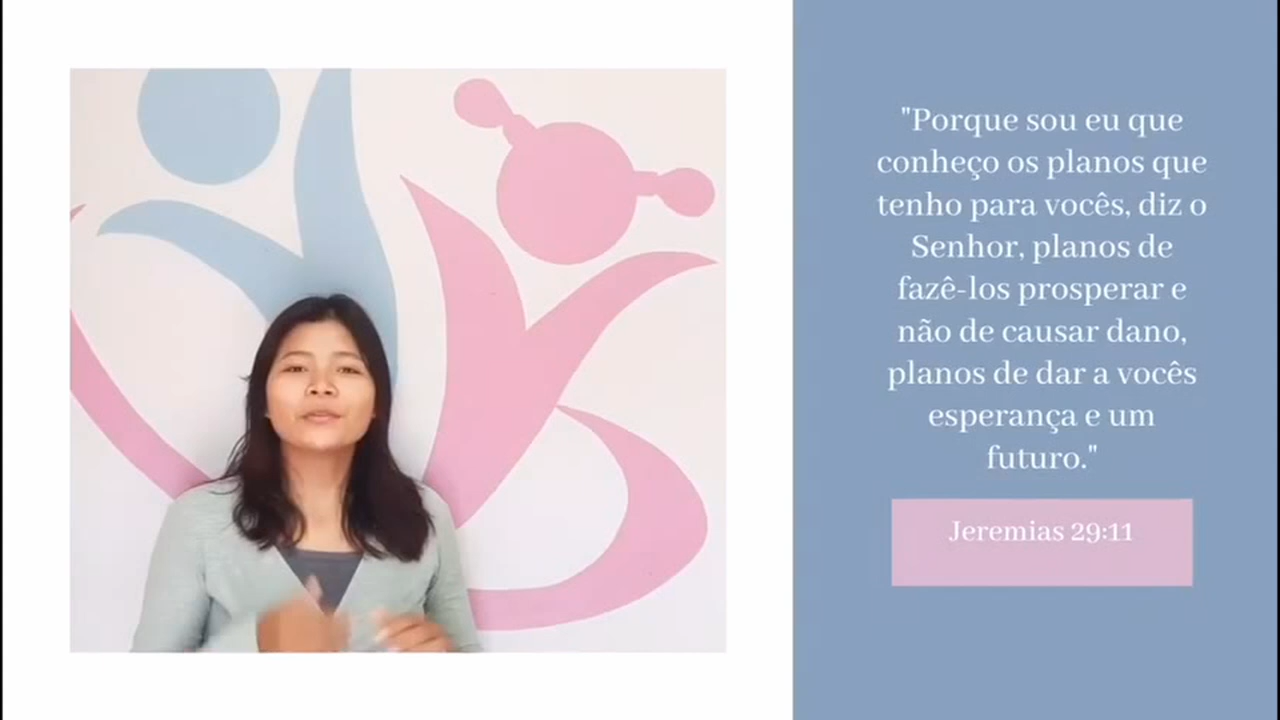 "Porque sou eu que
conheço os planos que
tenho para vocês, diz o
Senhor, planos de
fazê-los prosperar e
não de causar dano,
planos de dar a vocês
esperança e um
futuro."
Jeremias 29:11